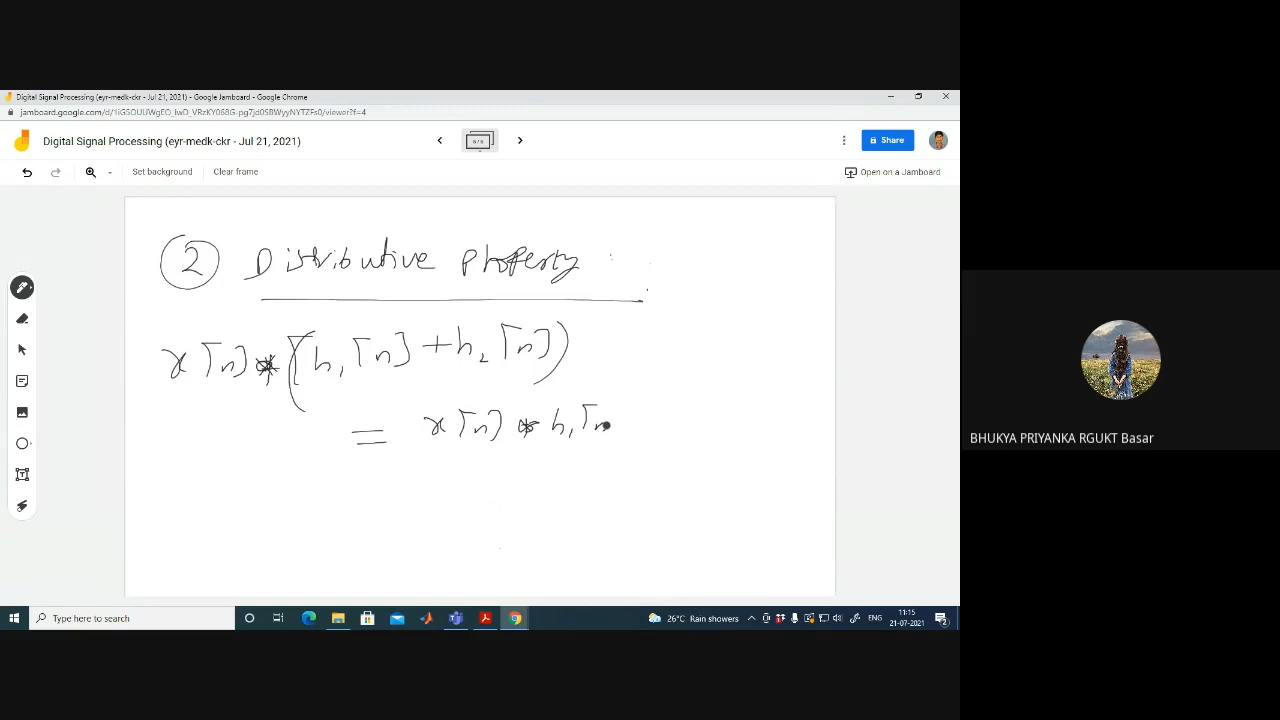 Digital Signal Processing (eyr-medk-ckr - Jul 21, 2021) - Google Jamboard - Google Chrome
Digital Signal Processing (eyr-medk-ckr - Jul 21, 2021)
Share
Set background
Clear frame
Open on a Jamboard
② Distributive Property :
x[n] * (h₁[n] + h₂[n])
= x[n] * h₁[n
BHUKYA PRIYANKA RGUKT Basar
Type here to search
26°C Rain showers
ENG
11:15
21-07-2021
2